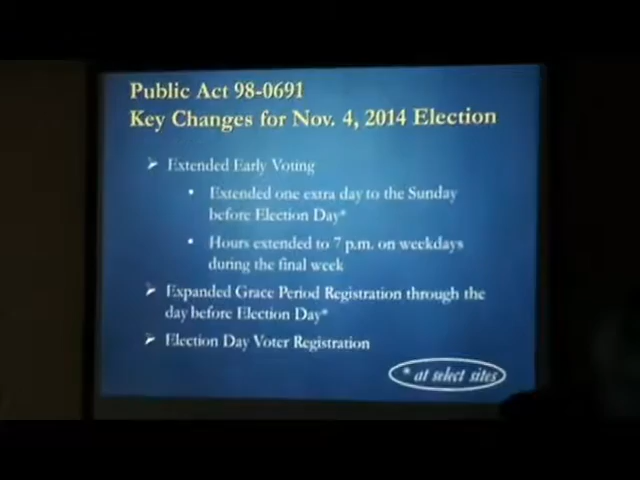 Public Act 98-0691
Key Changes for Nov. 4, 2014 Election
➢ Extended Early Voting
• Extended one extra day to the Sunday
before Election Day*
• Hours extended to 7 p.m. on weekdays
during the final week
➢ Expanded Grace Period Registration through the
day before Election Day*
➢ Election Day Voter Registration
* at select sites